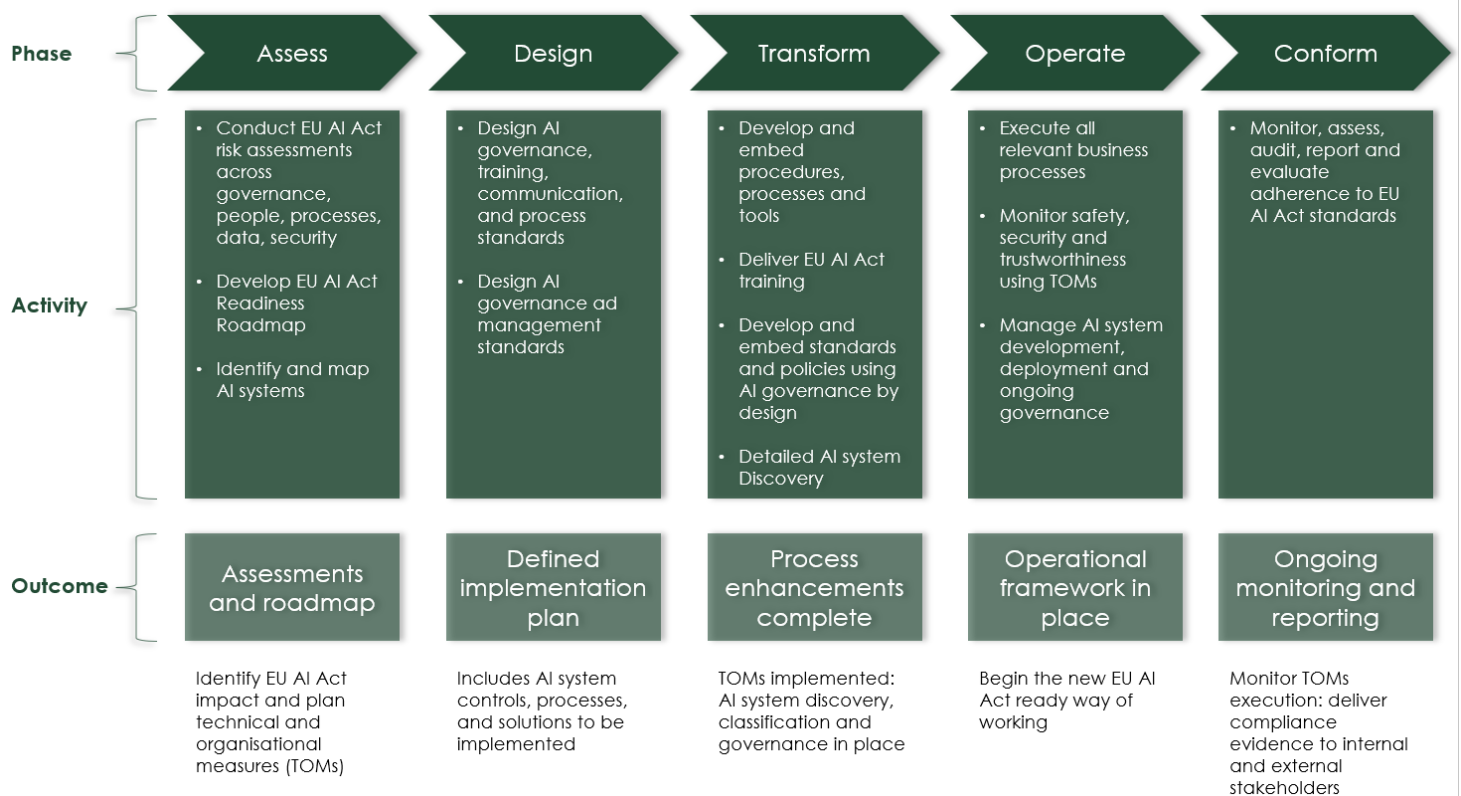 Phase
Assess
Design
Transform
Operate
Conform
Activity
• Conduct EU AI Act
risk assessments
across
governance,
people, processes,
data, security
• Develop EU AI Act
Readiness
Roadmap
• Identify and map
AI systems
• Design AI
governance,
training,
communication,
and process
standards
• Design AI
governance ad
management
standards
• Develop and
embed
procedures,
processes and
tools
• Deliver EU AI Act
training
• Develop and
embed standards
and policies using
AI governance by
design
• Detailed AI system
Discovery
• Execute all
relevant business
processes
• Monitor safety,
security and
trustworthiness
using TOMs
• Manage AI system
development,
deployment and
ongoing
governance
• Monitor, assess,
audit, report and
evaluate
adherence to EU
AI Act standards
Outcome
Assessments
and roadmap
Defined
implementation
plan
Process
enhancements
complete
Operational
framework in
place
Ongoing
monitoring and
reporting
Identify EU AI Act
impact and plan
technical and
organisational
measures (TOMs)
Includes AI system
controls, processes,
and solutions to be
implemented
TOMs implemented:
AI system discovery,
classification and
governance in place
Begin the new EU AI
Act ready way of
working
Monitor TOMs
execution: deliver
compliance
evidence to internal
and external
stakeholders